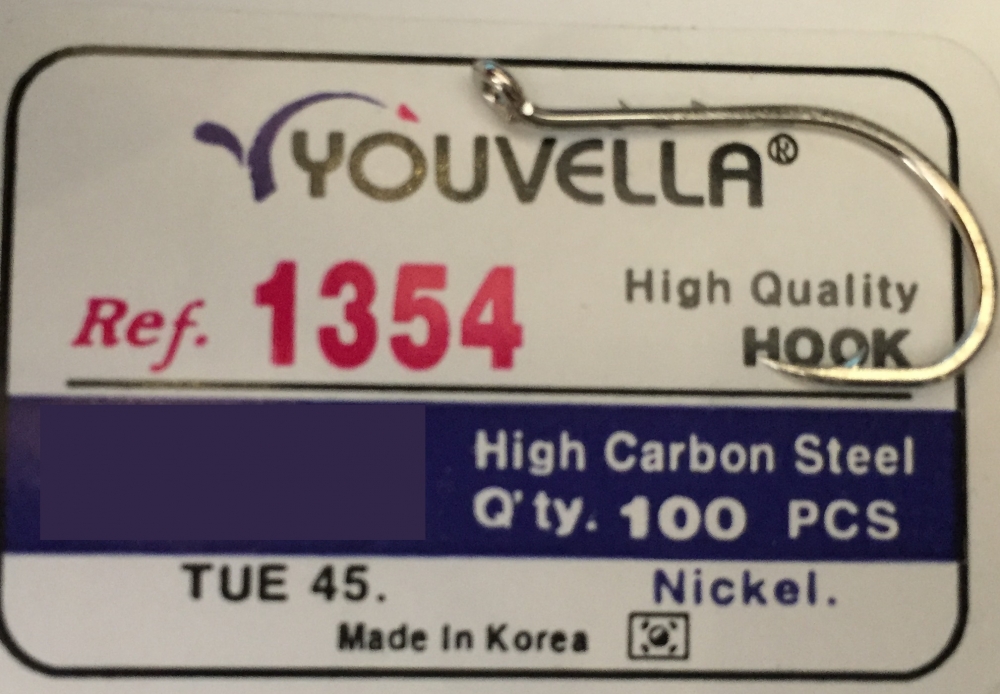 YOUVELLA®
Ref. 1354
High Quality
HOOK
High Carbon Steel
Q'ty. 100 PCS
TUE 45.
Nickel.
Made In Korea